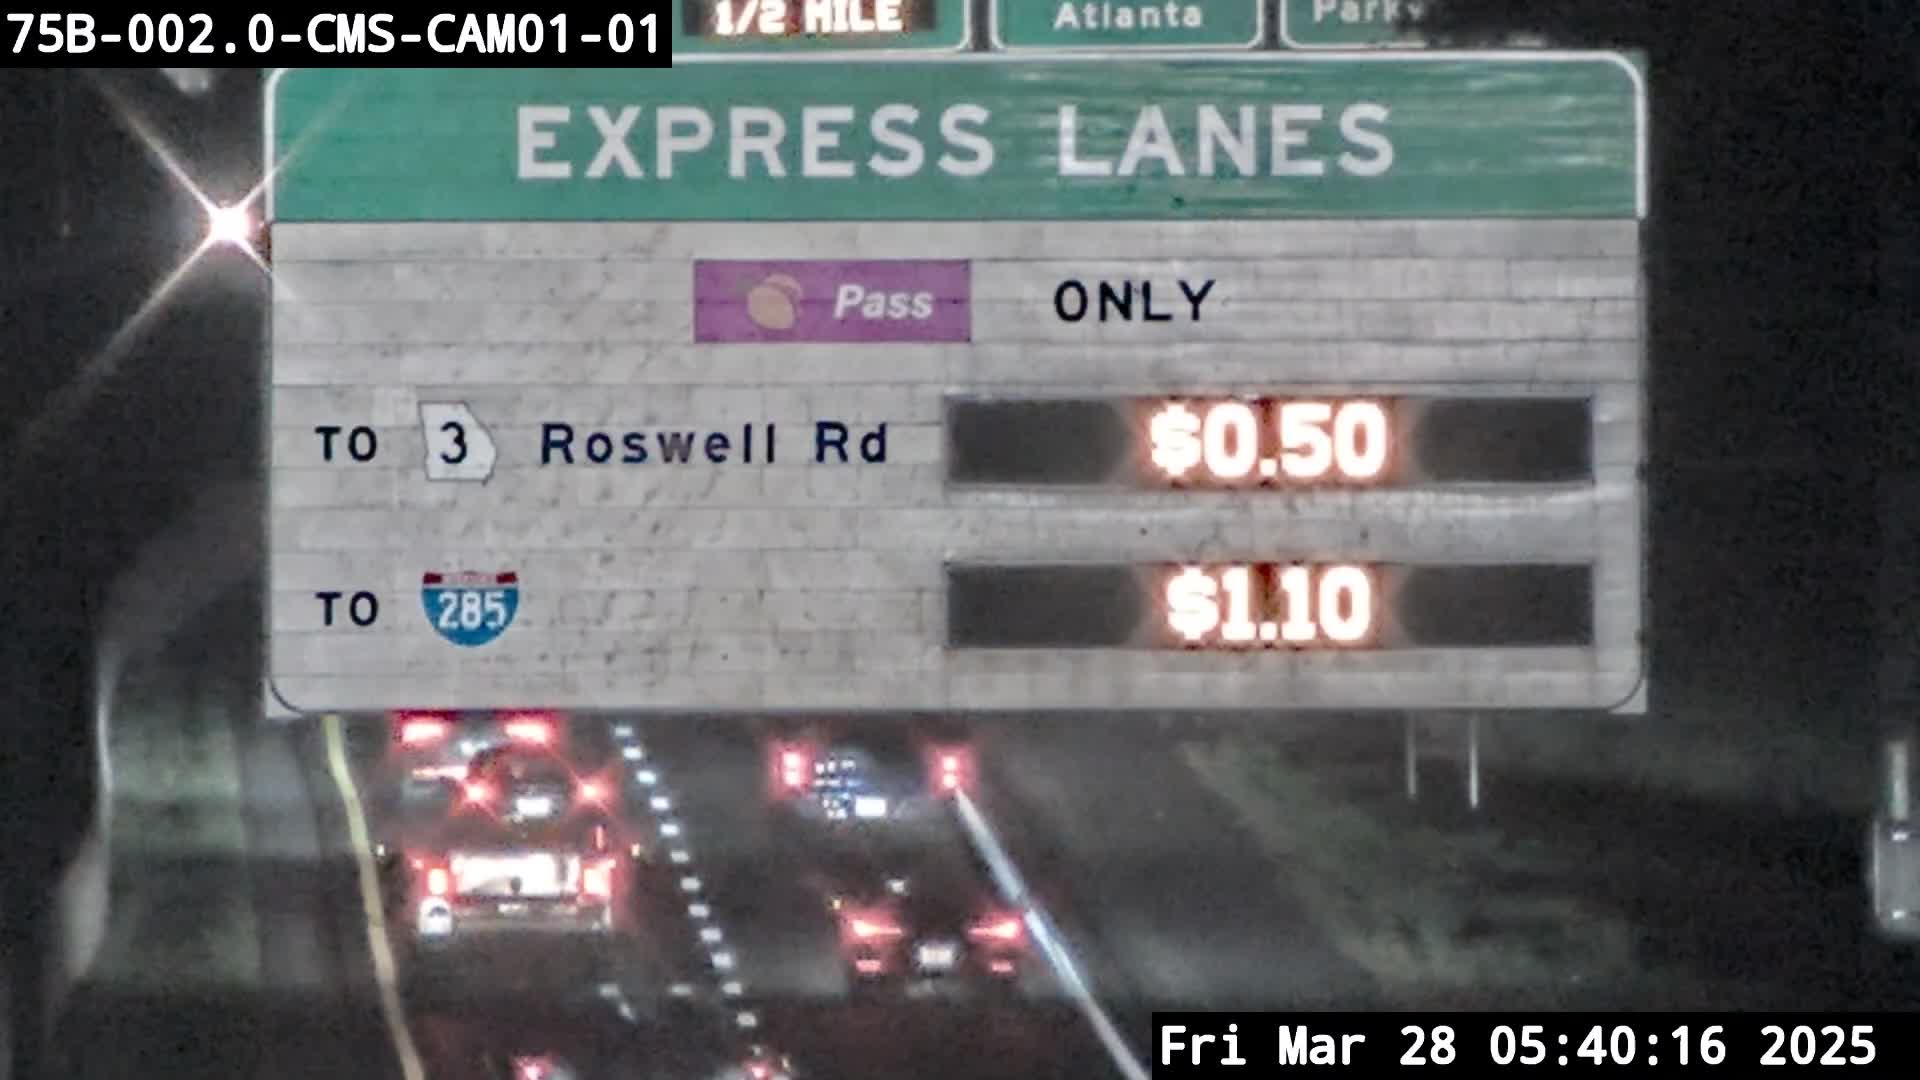 75B-002.0-CMS-CAM01-01
1/2 MILE
Atlanta
EXPRESS LANES
Pass ONLY
TO 3 Roswell Rd $0.50
TO 285 $1.10
Fri Mar 28 05:40:16 2025